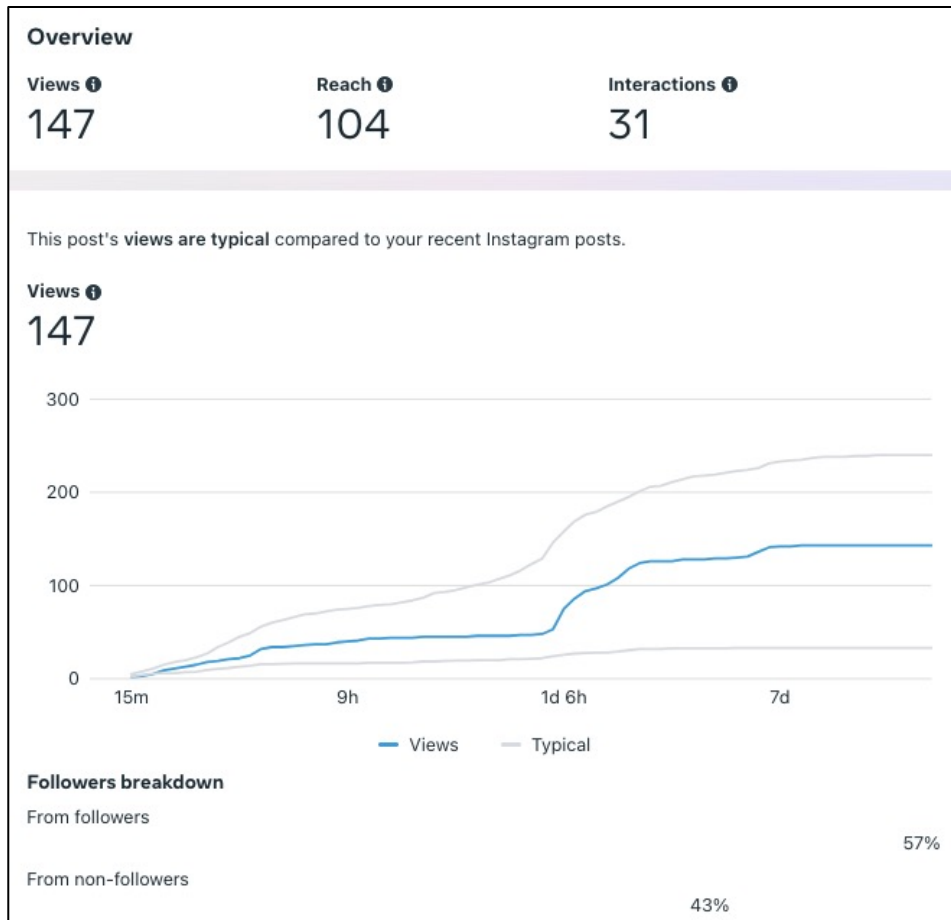 Overview
Views Reach Interactions
147 104 31
This post's views are typical compared to your recent Instagram posts.
Views
147
300
200
100
0
15m 9h 1d 6h 7d
Views Typical
Followers breakdown
From followers
57%
From non-followers
43%